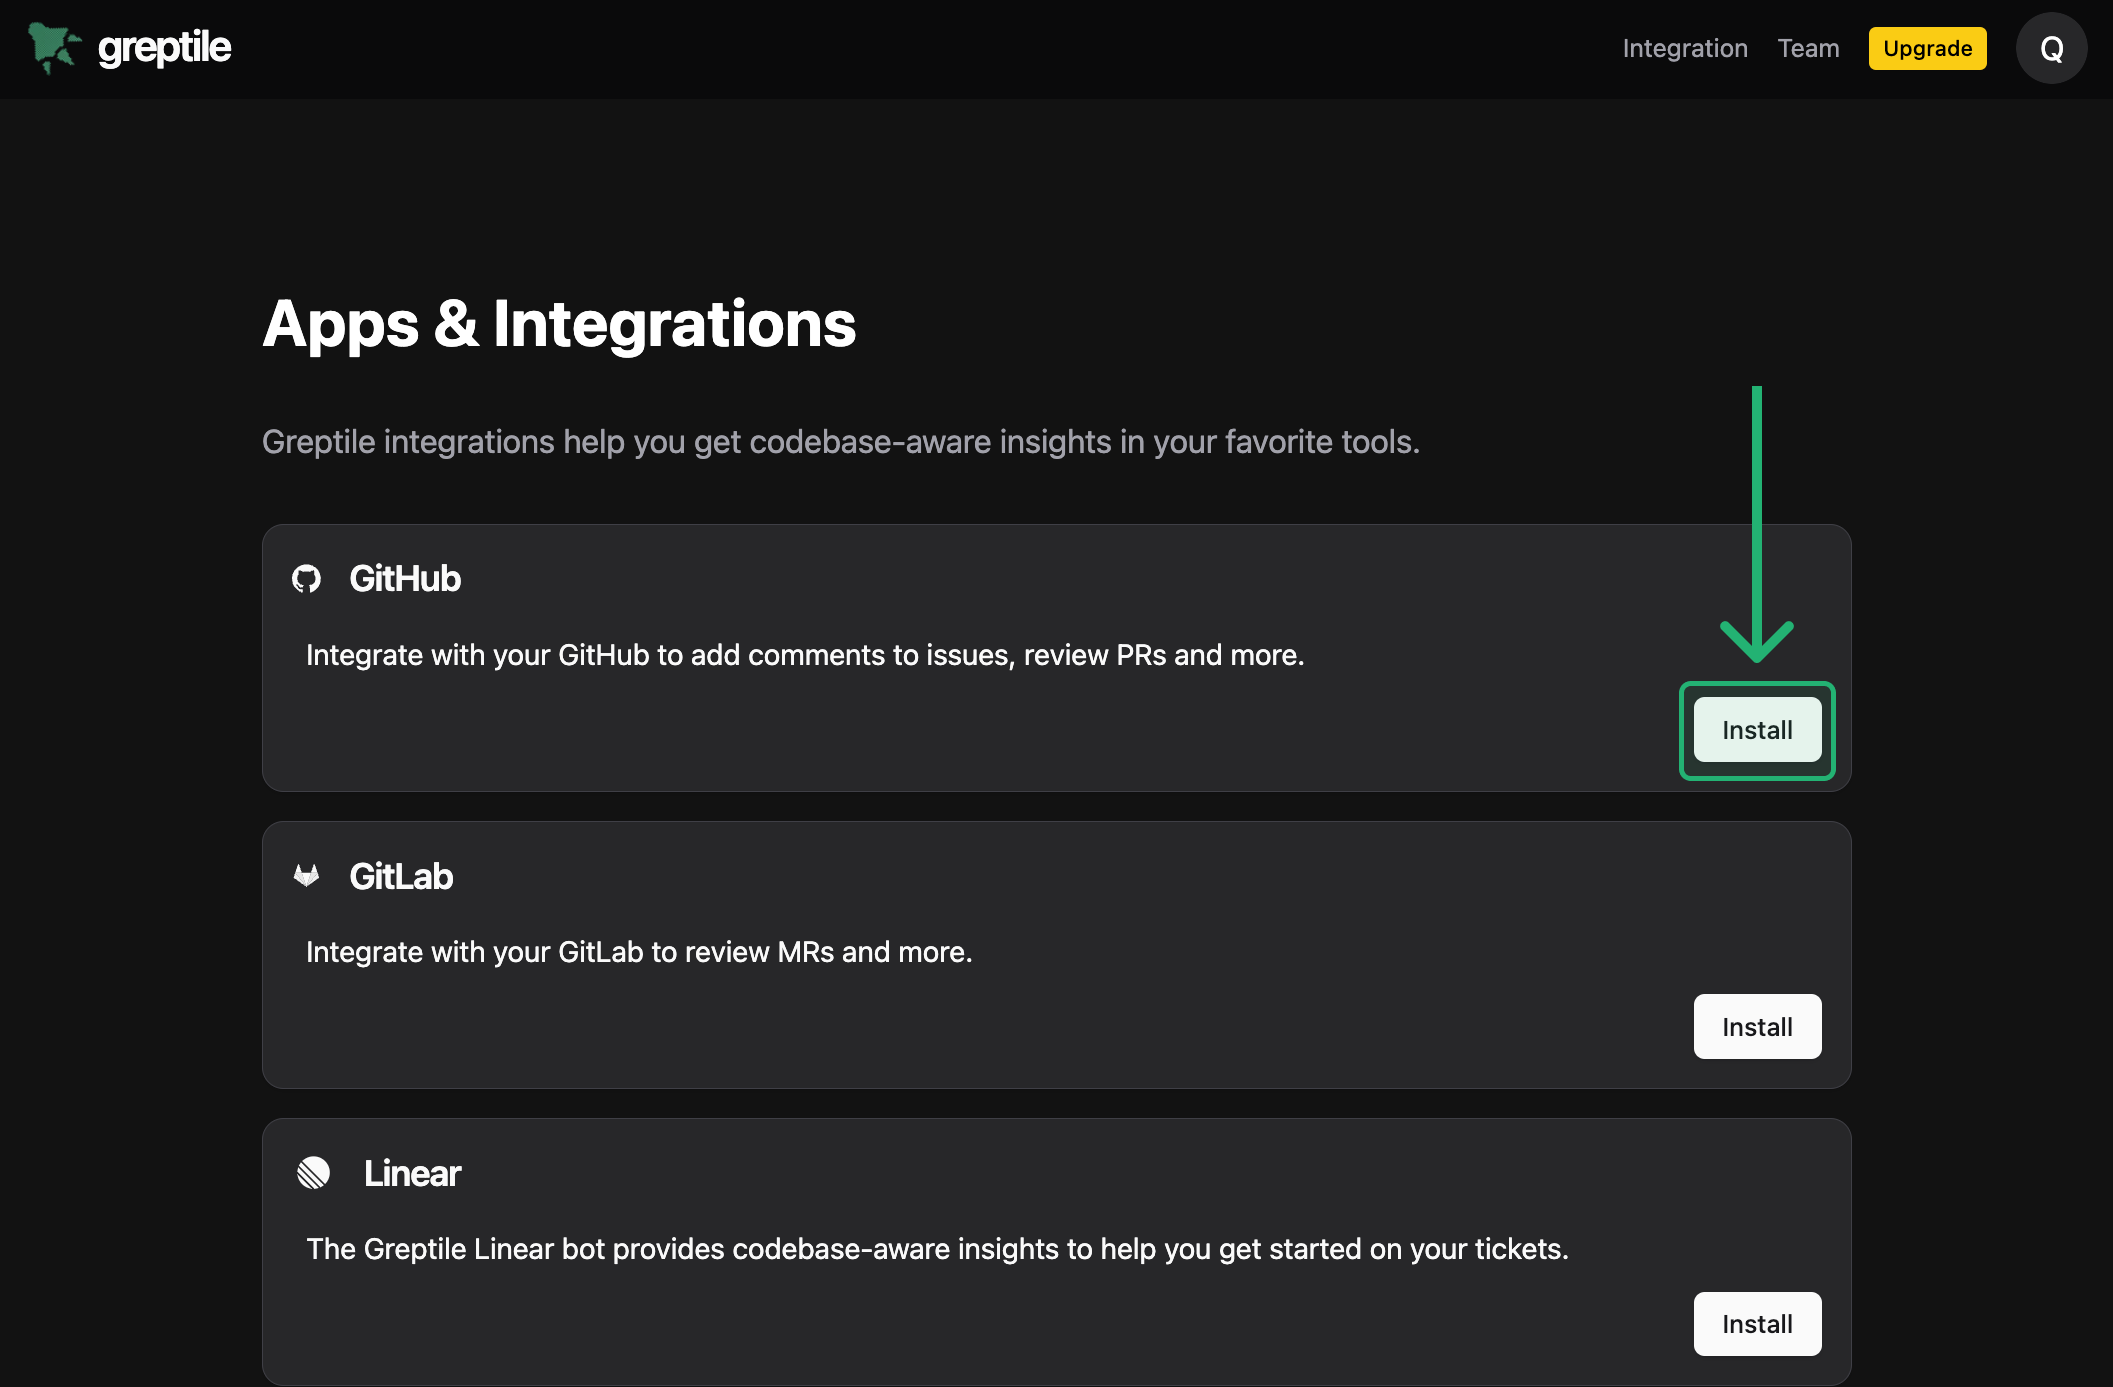 greptile
Integration
Team
Upgrade
Q
Apps & Integrations
Greptile integrations help you get codebase-aware insights in your favorite tools.
GitHub
Integrate with your GitHub to add comments to issues, review PRs and more.
Install
GitLab
Integrate with your GitLab to review MRs and more.
Install
Linear
The Greptile Linear bot provides codebase-aware insights to help you get started on your tickets.
Install